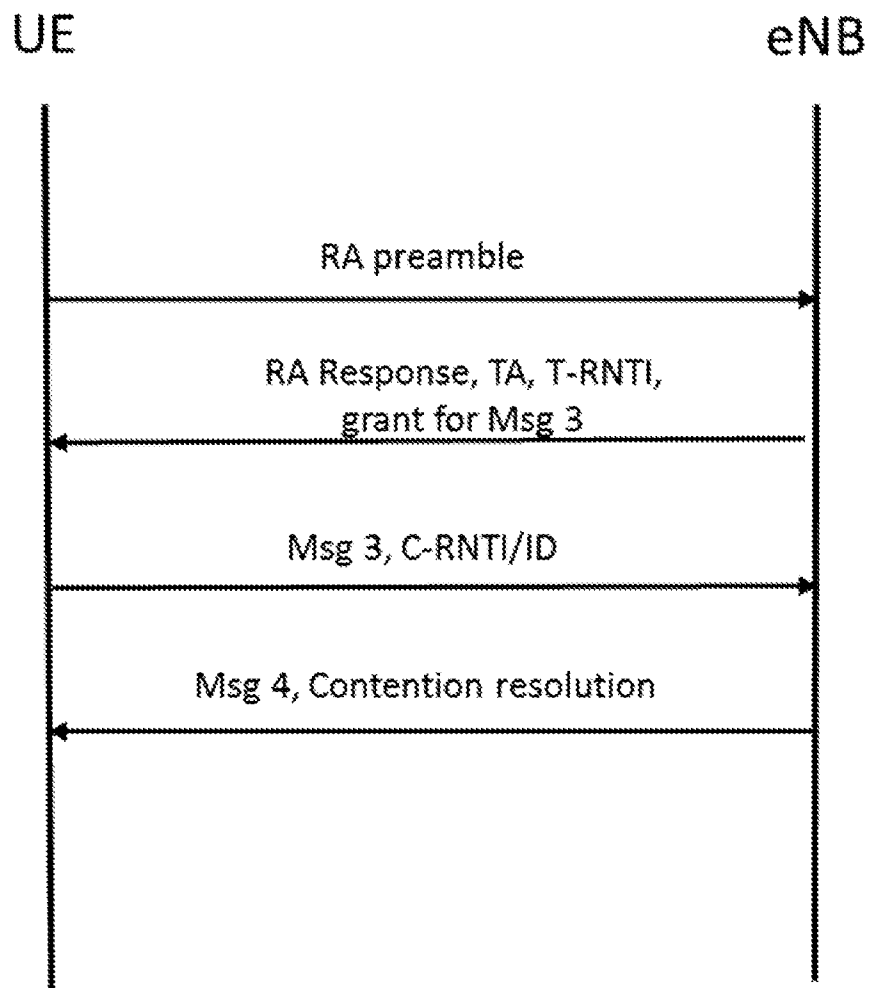 UE
eNB
RA preamble
RA Response, TA, T-RNTI,
grant for Msg 3
Msg 3, C-RNTI/ID
Msg 4, Contention resolution